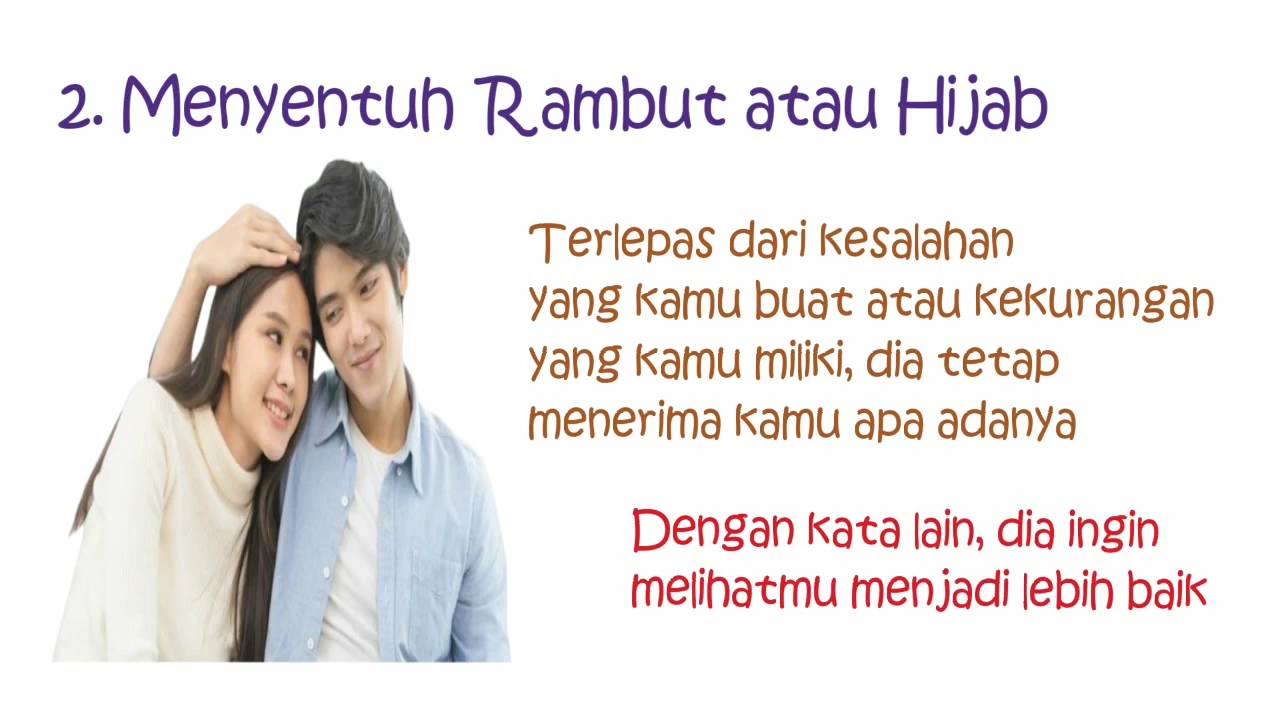 2. Menyentuh Rambut atau Hijab
Terlepas dari kesalahan
yang kamu buat atau kekurangan
yang kamu miliki, dia tetap
menerima kamu apa adanya
Dengan kata lain, dia ingin
melihatmu menjadi lebih baik